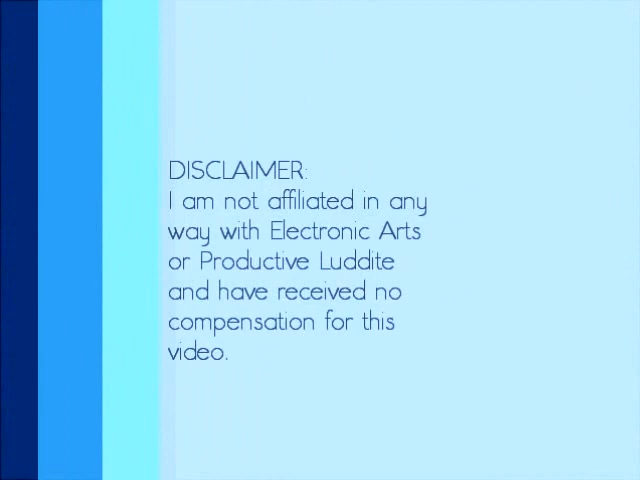 DISCLAIMER:
I am not affiliated in any
way with Electronic Arts
or Productive Luddite
and have received no
compensation for this
video.